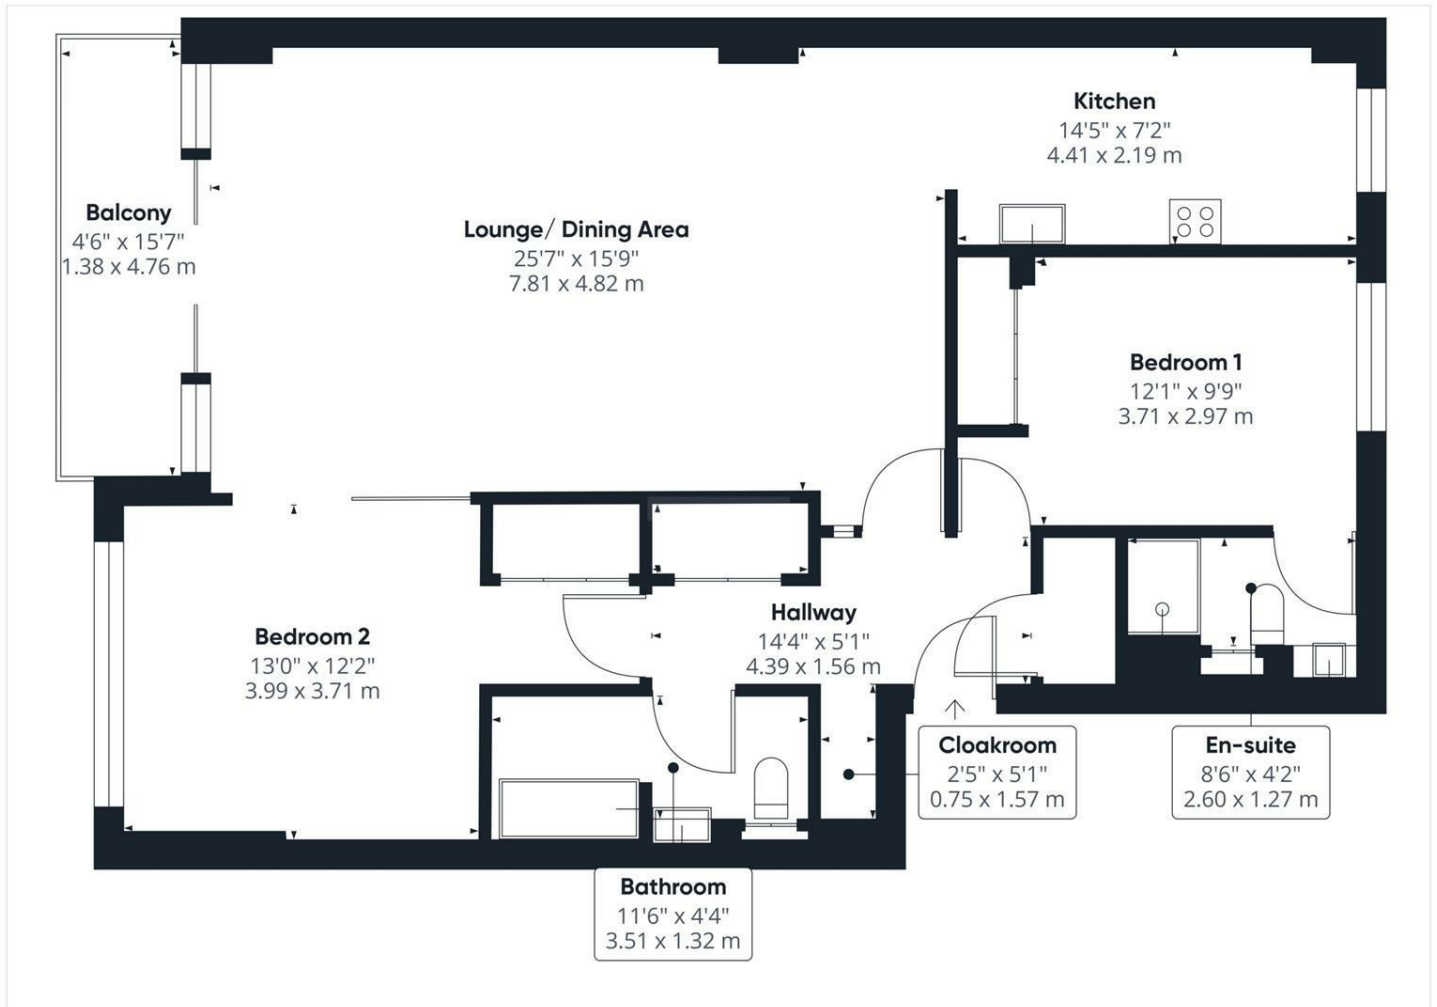 Kitchen
14'5" x 7'2"
4.41 x 2.19 m
Balcony
4'6" x 15'7"
1.38 x 4.76 m
Lounge/ Dining Area
25'7" x 15'9"
7.81 x 4.82 m
Bedroom 1
12'1" x 9'9"
3.71 x 2.97 m
Hallway
14'4" x 5'1"
4.39 x 1.56 m
Bedroom 2
13'0" x 12'2"
3.99 x 3.71 m
Cloakroom
2'5" x 5'1"
0.75 x 1.57 m
En-suite
8'6" x 4'2"
2.60 x 1.27 m
Bathroom
11'6" x 4'4"
3.51 x 1.32 m